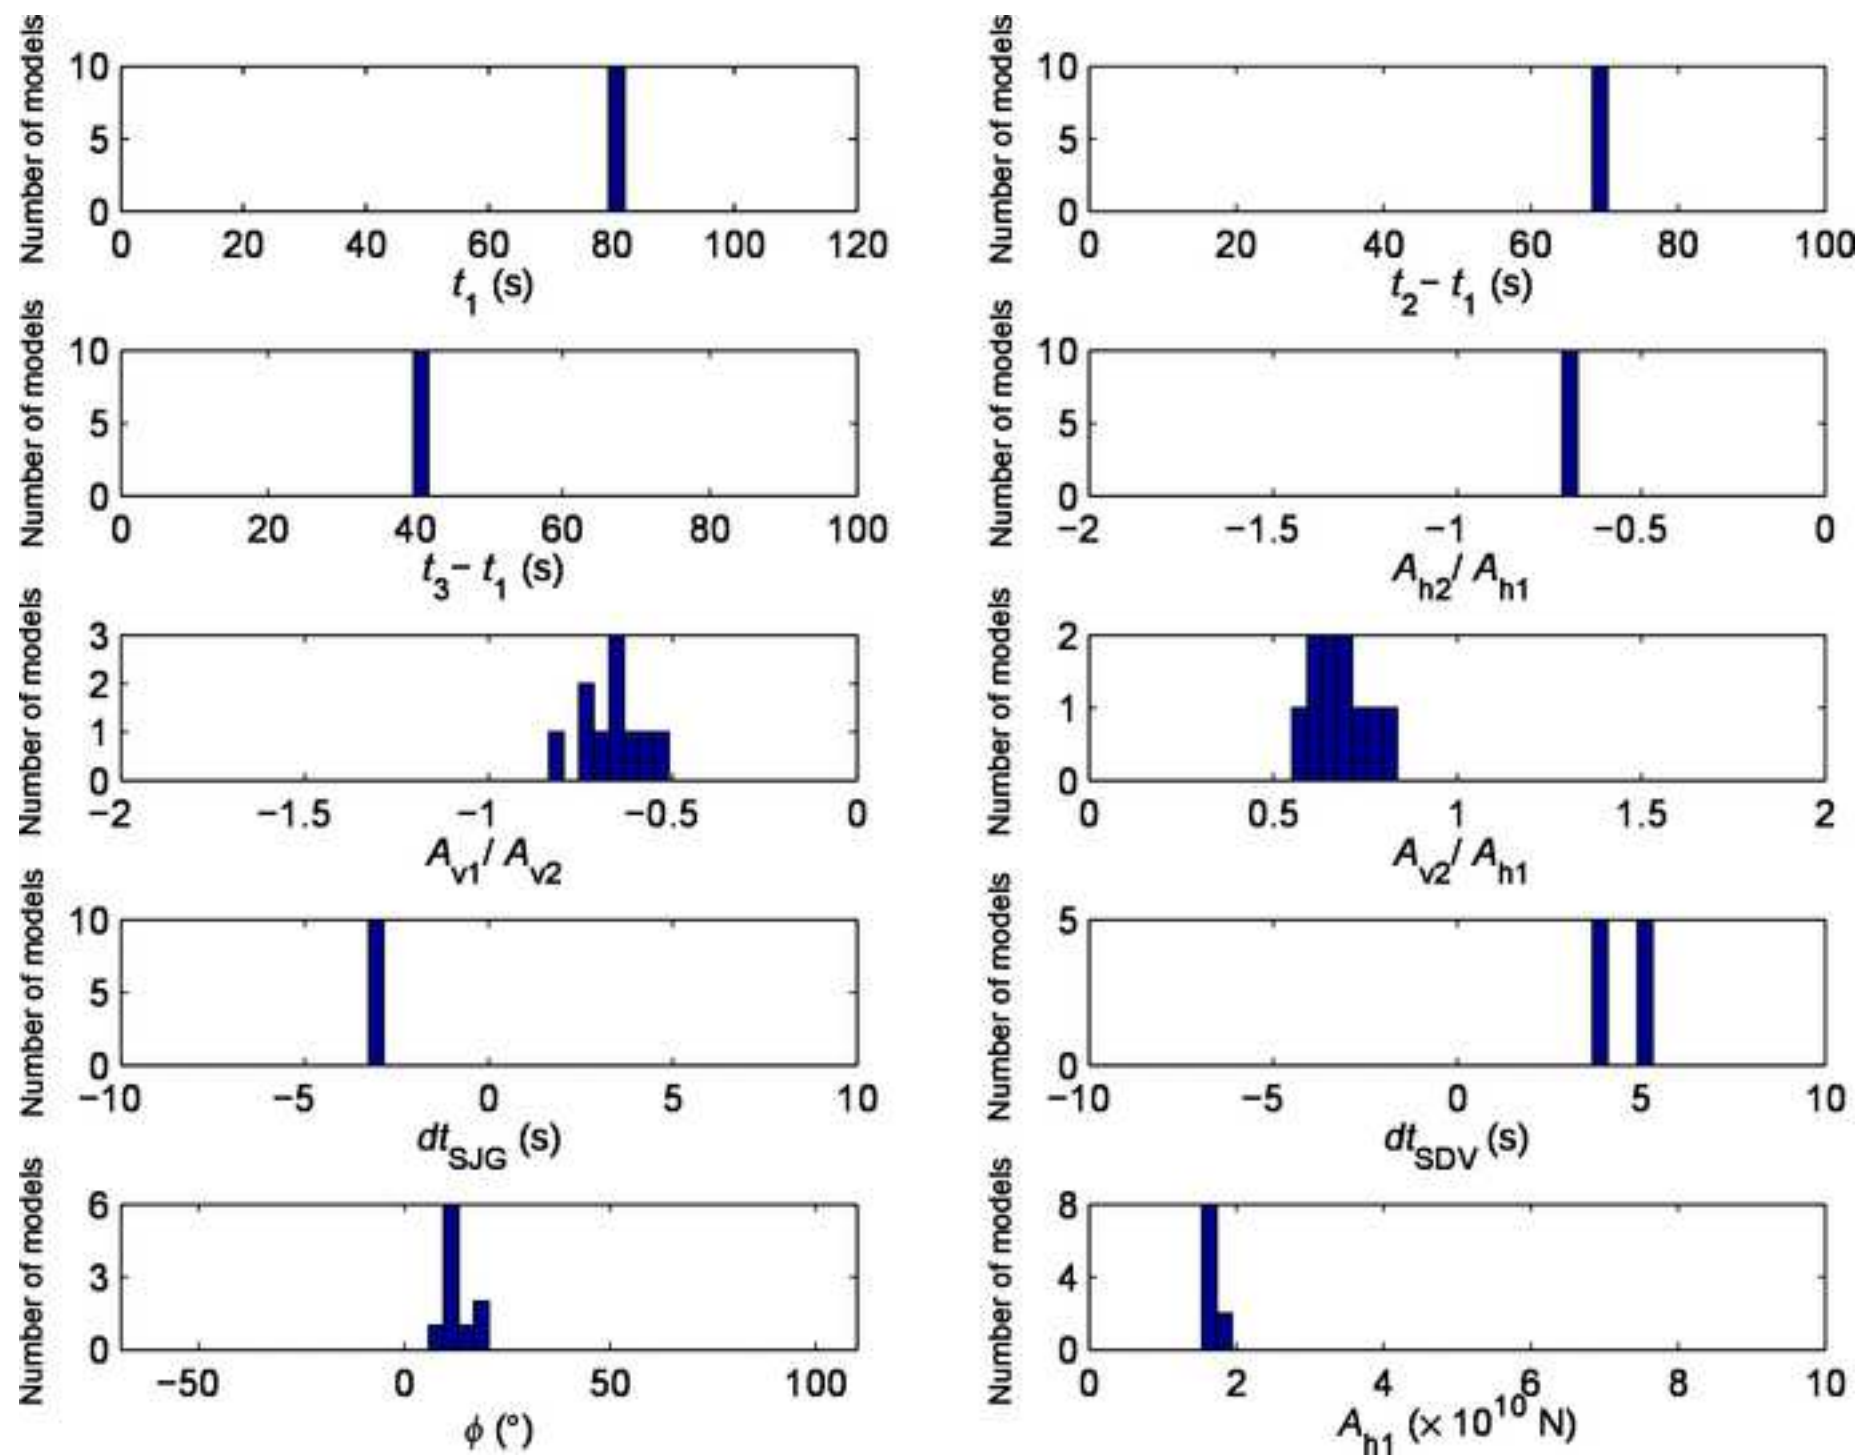 Number of models
10
5
0
0 20 40 60 80 100 120
t1 (s)
Number of models
10
5
0
0 20 40 60 80 100
t2− t1 (s)
Number of models
10
5
0
0 20 40 60 80 100
t3− t1 (s)
Number of models
10
5
0
−2 −1.5 −1 −0.5 0
Ah2/ Ah1
Number of models
3
2
1
0
−2 −1.5 −1 −0.5 0
Av1/ Av2
Number of models
2
1
0
0 0.5 1 1.5 2
Av2/ Ah1
Number of models
10
5
0
−10 −5 0 5 10
dtSJG (s)
Number of models
5
0
−10 −5 0 5 10
dtSDV (s)
Number of models
6
3
0
−50 0 50 100
ϕ (°)
Number of models
8
4
0
0 2 4 6 8 10
Ah1 (× 10^10 N)